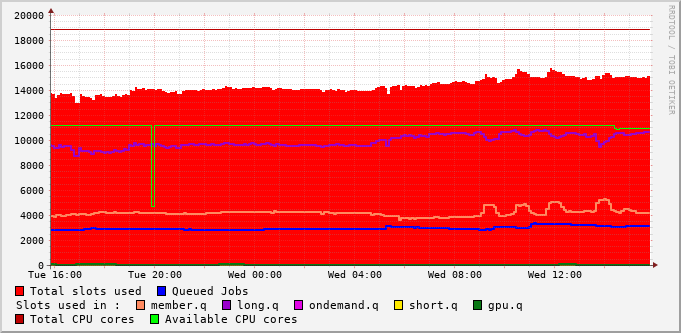 RRDTOOL / TOBI OETIKER
20000
18000
16000
14000
12000
10000
8000
6000
4000
2000
0
Tue 16:00 Tue 20:00 Wed 00:00 Wed 04:00 Wed 08:00 Wed 12:00
Total slots used Queued Jobs
Slots used in : member.q long.q ondemand.q short.q gpu.q
Total CPU cores Available CPU cores